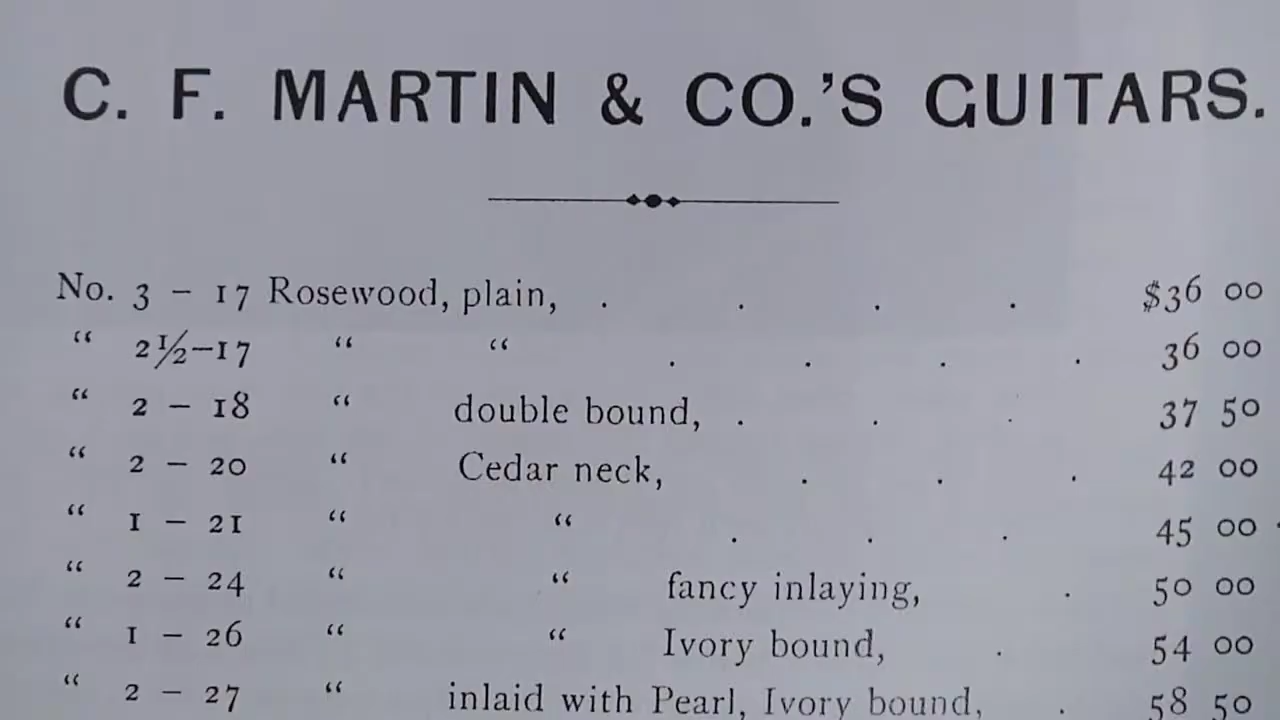 C. F. MARTIN & CO.'S GUITARS.
No. 3 – 17 Rosewood, plain, . . . . $36 00
“ 2½–17 “ “ . . . . 36 00
“ 2 – 18 “ double bound, . . . 37 50
“ 2 – 20 “ Cedar neck, . . . 42 00
“ 1 – 21 “ “ . . . 45 00
“ 2 – 24 “ “ fancy inlaying, . 50 00
“ 1 – 26 “ “ Ivory bound, . 54 00
“ 2 – 27 “ inlaid with Pearl, Ivory bound, . 58 50